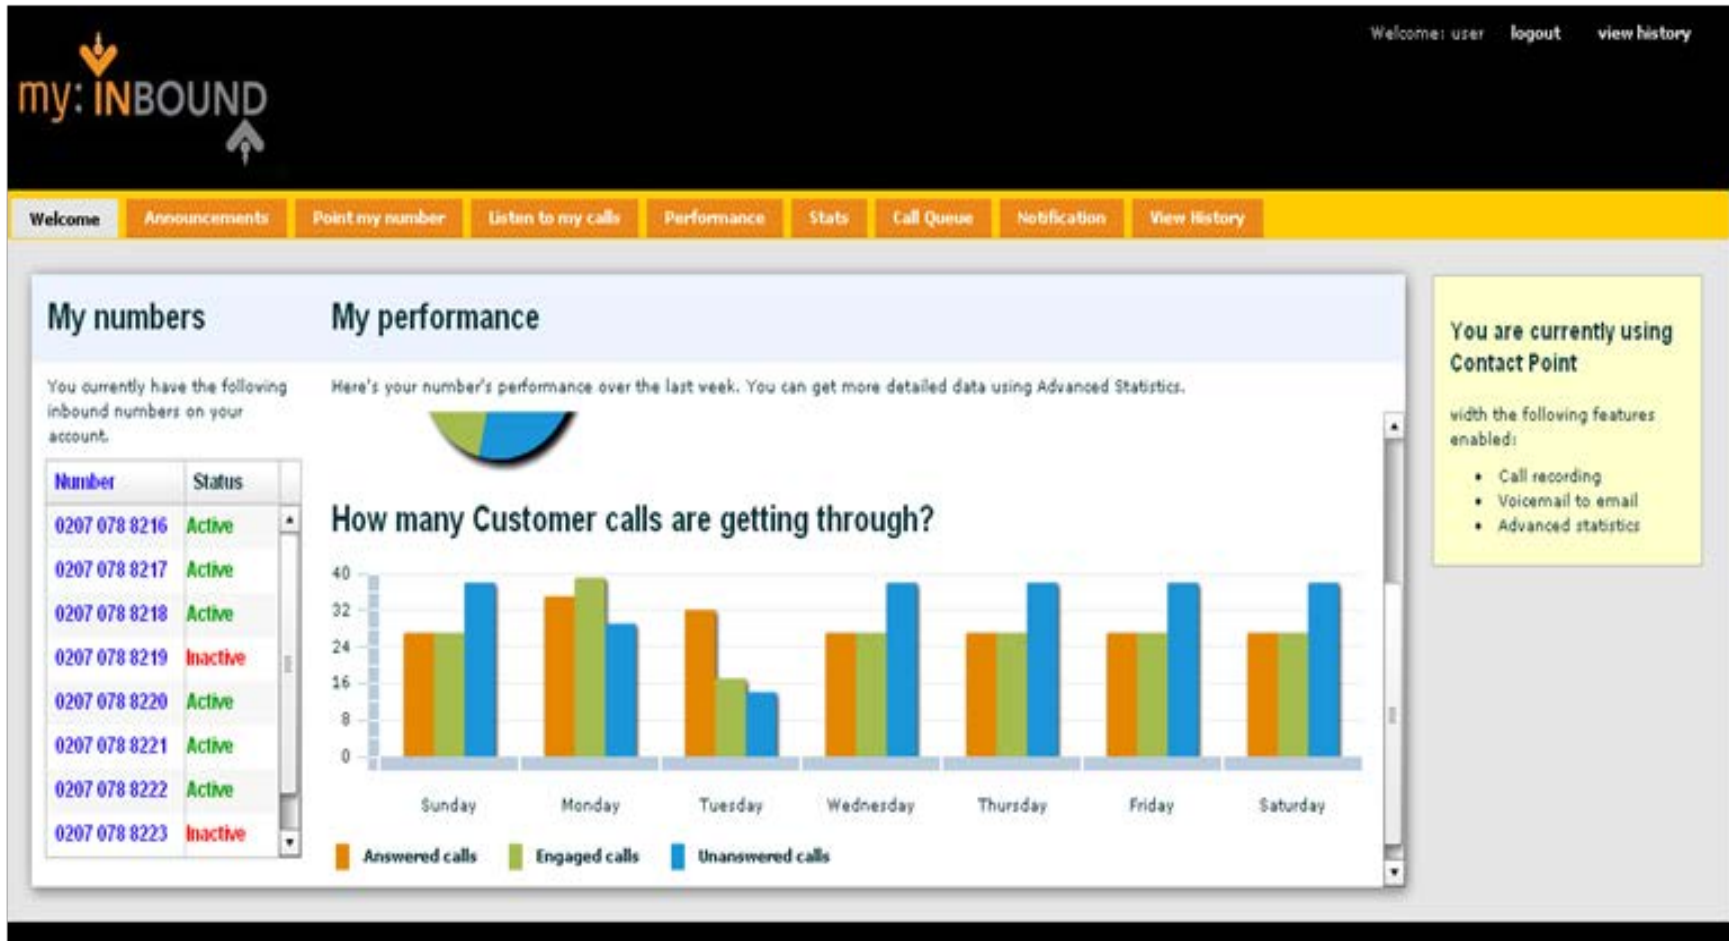 Welcome: user logout view history
my: INBOUND
Welcome Announcements Point my number Listen to my calls Performance Stats Call Queue Notification View History
My numbers
You currently have the following
inbound numbers on your
account.
Number Status
0207 078 8216 Active
0207 078 8217 Active
0207 078 8218 Active
0207 078 8219 Inactive
0207 078 8220 Active
0207 078 8221 Active
0207 078 8222 Active
0207 078 8223 Inactive
My performance
Here's your number's performance over the last week. You can get more detailed data using Advanced Statistics.
How many Customer calls are getting through?
40
32
24
16
8
0
Sunday Monday Tuesday Wednesday Thursday Friday Saturday
Answered calls Engaged calls Unanswered calls
You are currently using
Contact Point
width the following features
enabled:
• Call recording
• Voicemail to email
• Advanced statistics